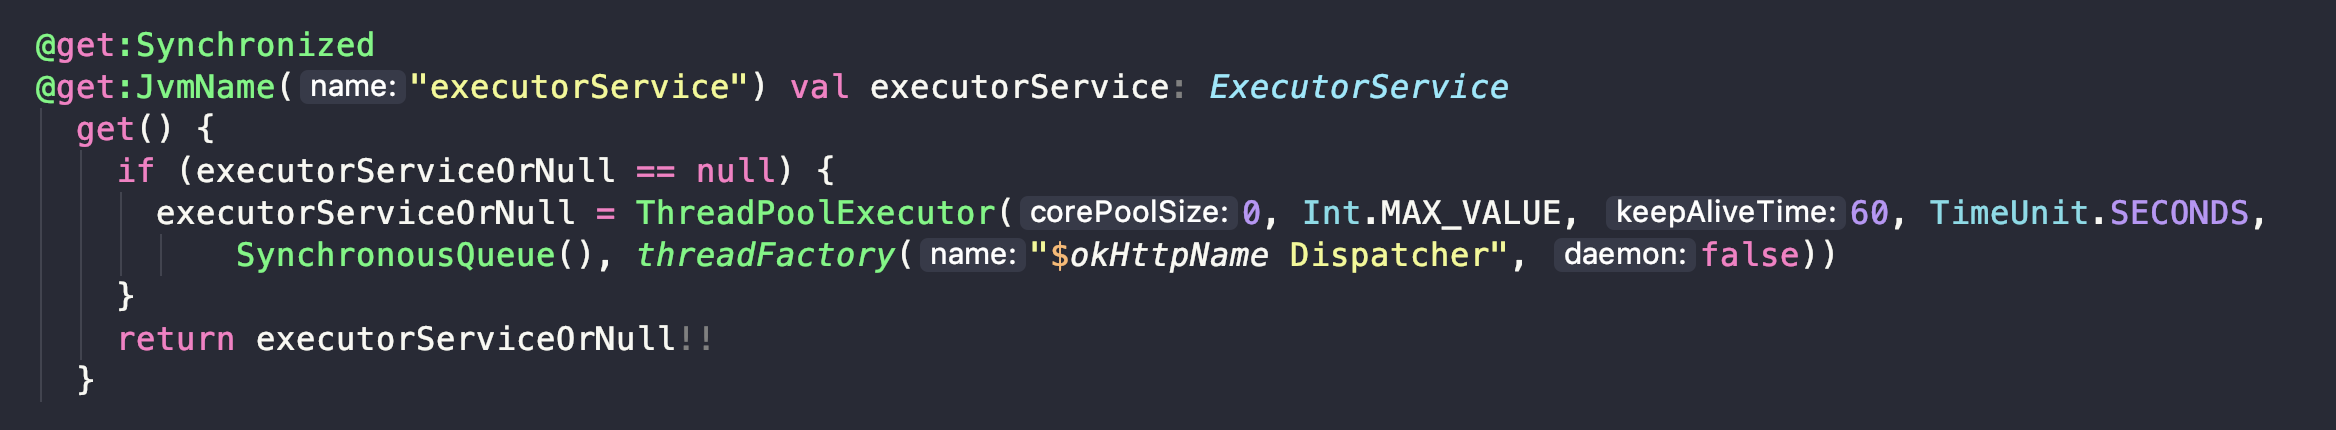 @get:Synchronized
@get:JvmName( name: "executorService") val executorService: ExecutorService
get() {
if (executorServiceOrNull == null) {
executorServiceOrNull = ThreadPoolExecutor( corePoolSize: 0, Int.MAX_VALUE, keepAliveTime: 60, TimeUnit.SECONDS,
SynchronousQueue(), threadFactory( name: "$okHttpName Dispatcher", daemon: false))
}
return executorServiceOrNull!!
}